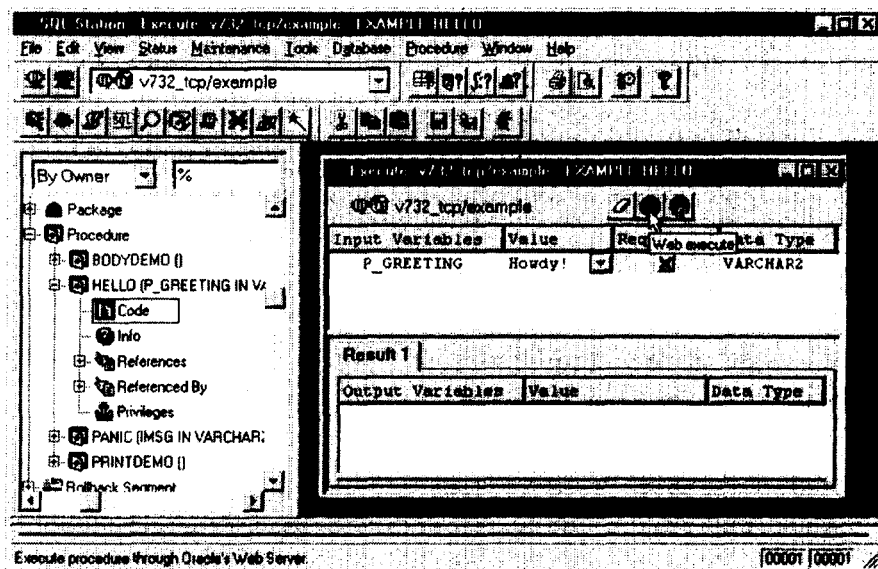 SQL Station Execute v732_tcp/example EXAMPLE.HELLO
File Edit View Status Maintenance Tools Database Procedure Window Help
v732_tcp/example
SQL
By Owner %
Package
Procedure
BODYDEMO ()
HELLO (P_GREETING IN VA
Code
Info
References
Referenced By
Privileges
PANIC (IMSG IN VARCHAR2
PRINTDEMO ()
Rollback Segment
Execute v732_tcp/example EXAMPLE.HELLO
v732_tcp/example
Input Variables Value Req Data Type
Web execute
P_GREETING Howdy! VARCHAR2
Result 1
Output Variables Value Data Type
Execute procedure through Oracle's Web Server. 00001 00001